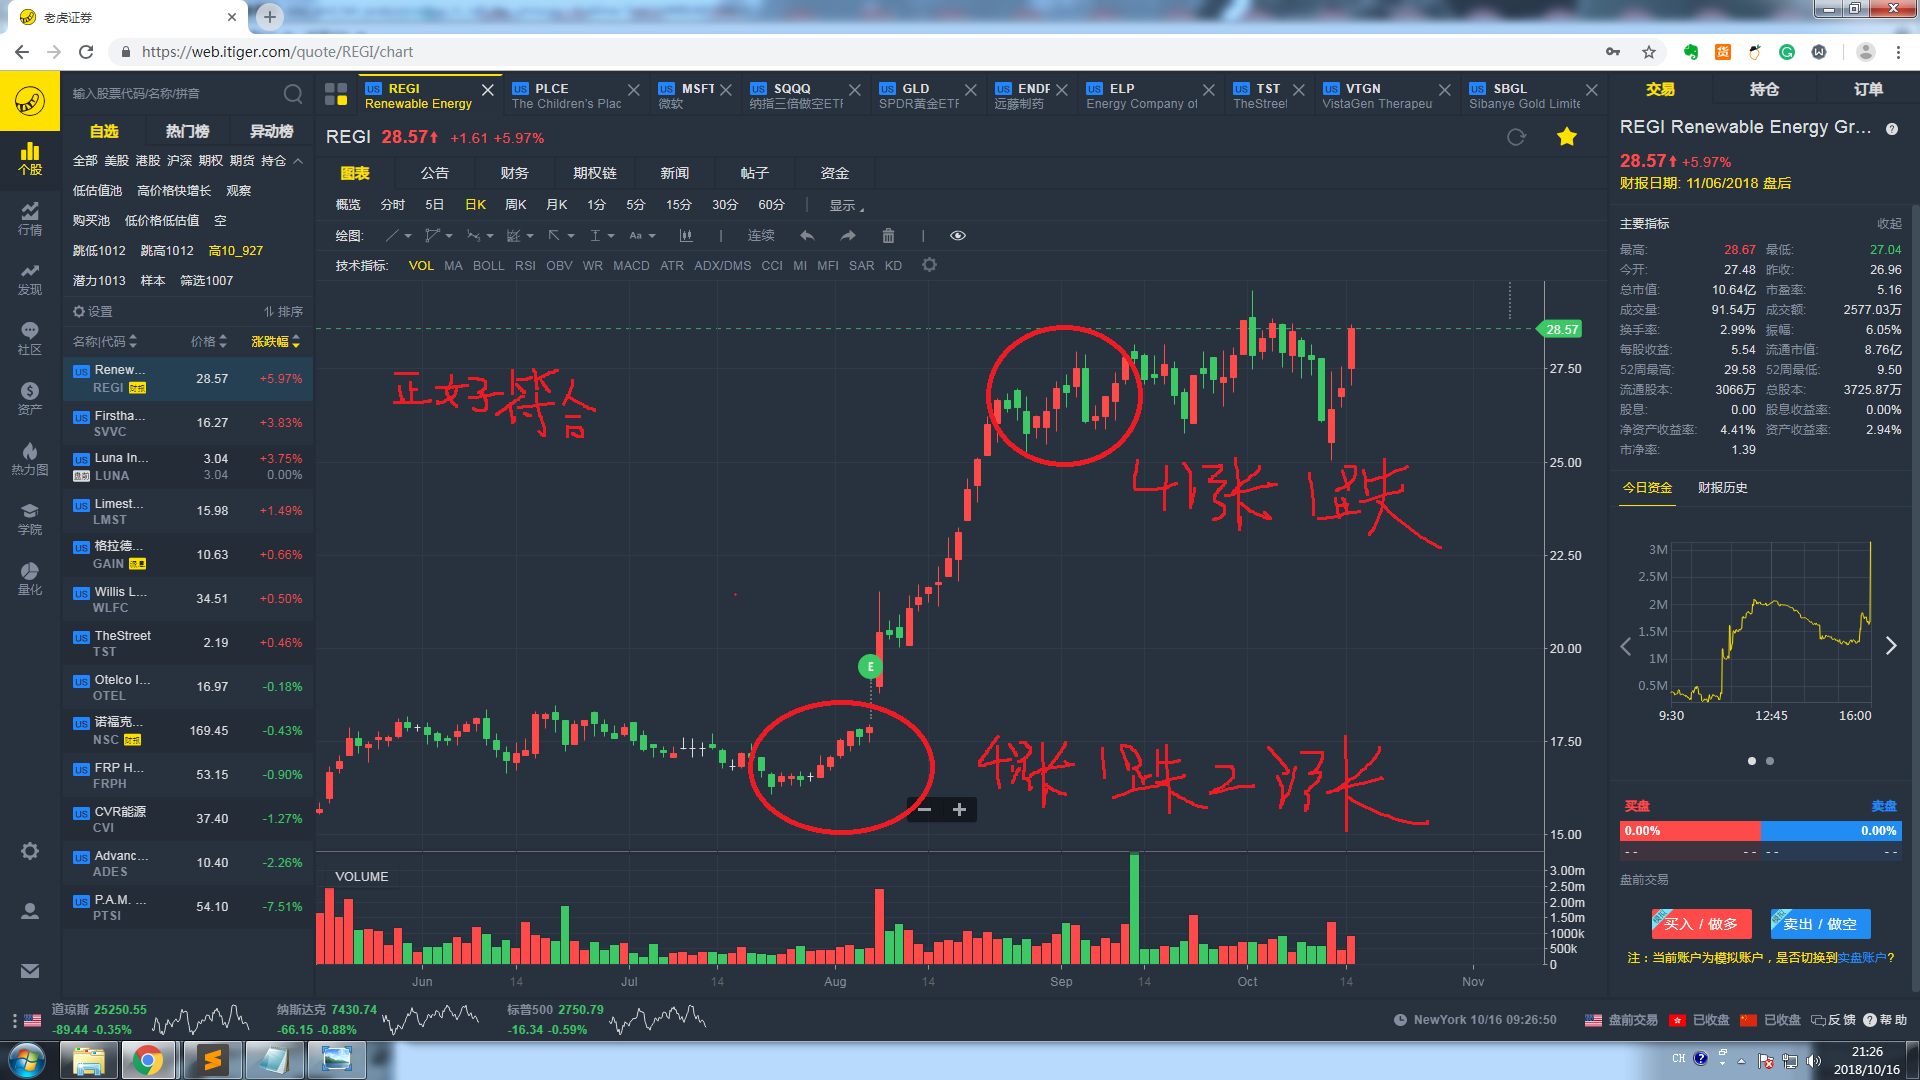 老虎证券
https://web.itiger.com/quote/REGI/chart
输入股票代码/名称/拼音
自选 热门榜 异动榜
全部 美股 港股 沪深 期权 期货 持仓
低估值池 高价格快增长 观察
购买池 低价格低估值 空
跳低1012 跳高1012 高10_927
潜力1013 样本 筛选1007
设置 排序
名称|代码 价格 涨跌幅
US Renew... 28.57 +5.97%
REGI 财报
US Firstha... 16.27 +3.83%
SVVC
US Luna In... 3.04 +3.75%
盘前 LUNA 3.04 0.00%
US Limest... 15.98 +1.49%
LMST
US 格拉德... 10.63 +0.66%
GAIN
US Willis L... 34.51 +0.50%
WLFC
US TheStreet 2.19 +0.46%
TST
US Otelco I... 16.97 -0.18%
OTEL
US 诺福克... 169.45 -0.43%
NSC 财报
US FRP H... 53.15 -0.90%
FRPH
US CVR能源 37.40 -1.27%
CVI
US Advanc... 10.40 -2.26%
ADES
US P.A.M. ... 54.10 -7.51%
PTSI
个股
行情
发现
社区
资产
热力图
学院
量化
US REGI US PLCE US MSFT US SQQQ US GLD US ENDP US ELP US TST US VTGN US SBGL
Renewable Energy The Children's Plac 微软 纳指三倍做空ETF SPDR黄金ETF 远藤制药 Energy Company of TheStreet VistaGen Therapeu Sibanye Gold Limite
REGI 28.57 +1.61 +5.97%
图表 公告 财务 期权链 新闻 帖子 资金
概览 分时 5日 日K 周K 月K 1分 5分 15分 30分 60分 显示
绘图: Aa 连续
技术指标: VOL MA BOLL RSI OBV WR MACD ATR ADX/DMS CCI MI MFI SAR KD
28.57
27.50
25.00
22.50
20.00
17.50
15.00
正好符合
4涨 1跌
E
4涨 1跌 2涨
VOLUME
3.00m
2.50m
2.00m
1.50m
1000k
500k
0
Jun 14 Jul 14 Aug 14 Sep 14 Oct 14 Nov
交易 持仓 订单
REGI Renewable Energy Gr...
28.57 +5.97%
财报日期: 11/06/2018 盘后
主要指标 收起
最高: 28.67 最低: 27.04
今开: 27.48 昨收: 26.96
总市值: 10.64亿 市盈率: 5.16
成交量: 91.54万 成交额: 2577.03万
换手率: 2.99% 振幅: 6.05%
每股收益: 5.54 流通市值: 8.76亿
52周最高: 29.58 52周最低: 9.50
流通股本: 3066万 总股本: 3725.87万
股息: 0.00 股息收益率: 0.00%
净资产收益率: 4.41% 资产收益率: 2.94%
市净率: 1.39
今日资金 财报历史
3M
2.5M
2M
1.5M
1M
0.5M
9:30 12:45 16:00
买盘 卖盘
0.00% 0.00%
-- -- -- --
盘前交易
买入 / 做多 卖出 / 做空
注：当前账户为模拟账户，是否切换到实盘账户?
道琼斯 25250.55 纳斯达克 7430.74 标普500 2750.79
-89.44 -0.35% -66.15 -0.88% -16.34 -0.59%
NewYork 10/16 09:26:50 盘前交易 已收盘 已收盘 反馈 帮助
CH 21:26
2018/10/16